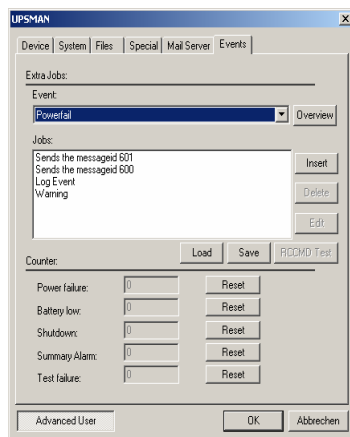 UPSMAN
Device System Files Special Mail Server Events
Extra Jobs:
Event:
Powerfail Overview
Jobs:
Sends the messageid 601
Sends the messageid 600
Log Event
Warning
Insert
Delete
Edit
Load Save RCCMD Test
Counter:
Power failure: 0 Reset
Battery low: 0 Reset
Shutdown: 0 Reset
Summary Alarm: 0 Reset
Test failure: 0 Reset
Advanced User OK Abbrechen